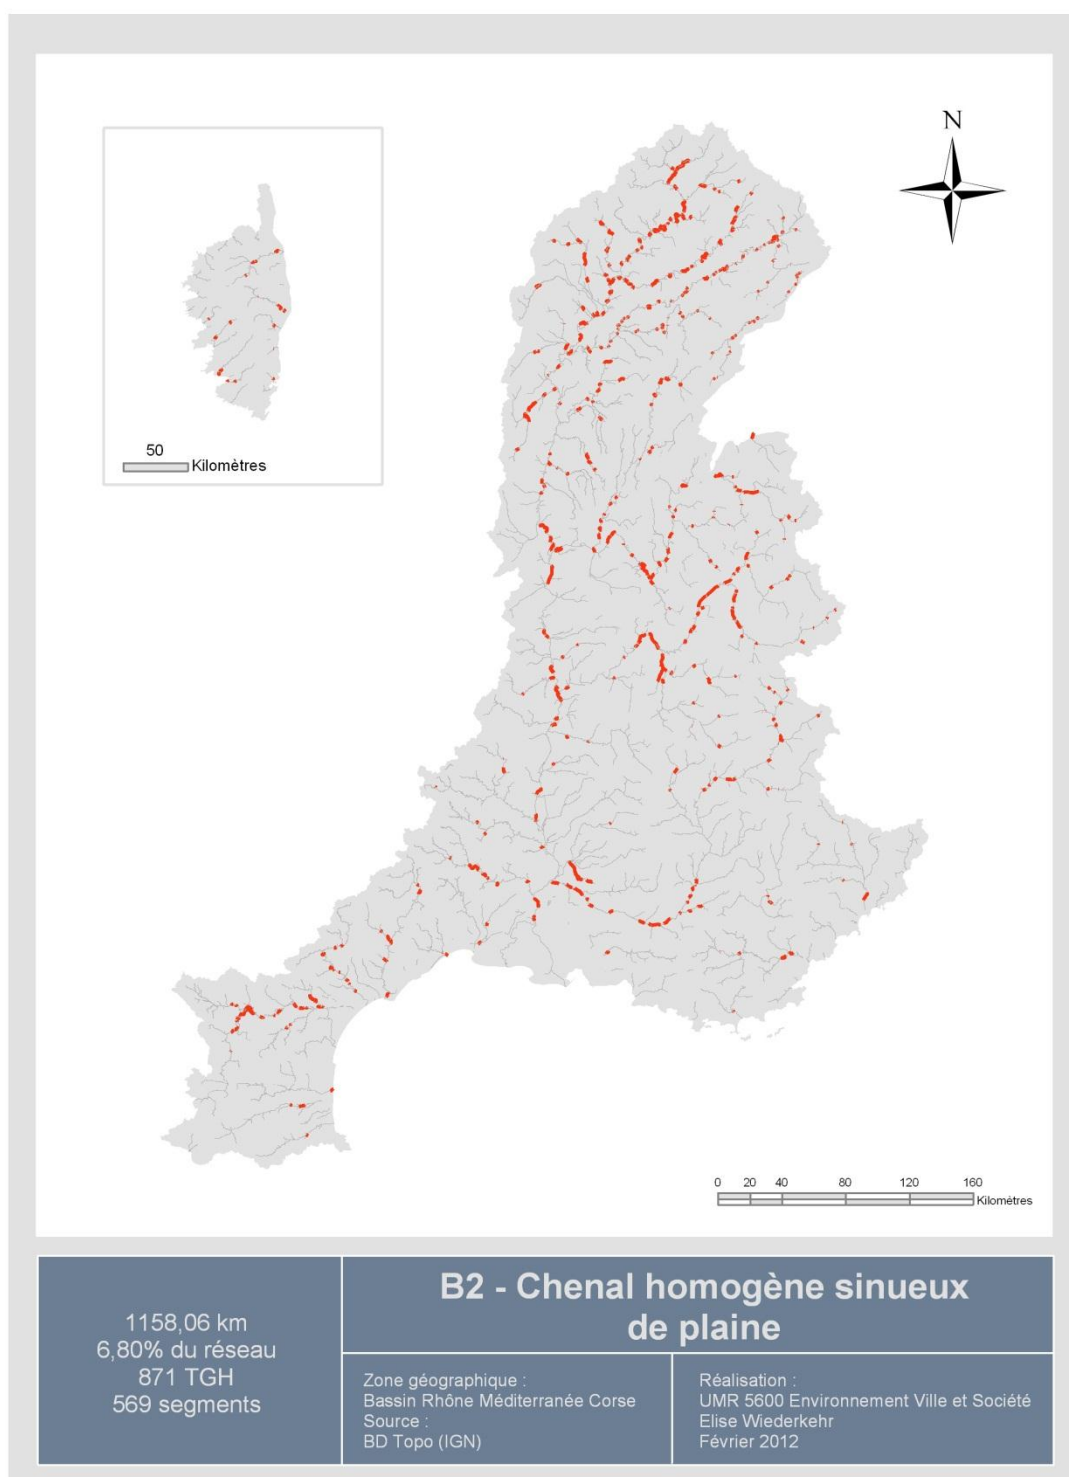 N
50
Kilomètres
0 20 40 80 120 160
Kilomètres
1158,06 km
6,80% du réseau
871 TGH
569 segments
B2 - Chenal homogène sinueux
de plaine
Zone géographique :
Bassin Rhône Méditerranée Corse
Source :
BD Topo (IGN)
Réalisation :
UMR 5600 Environnement Ville et Société
Elise Wiederkehr
Février 2012